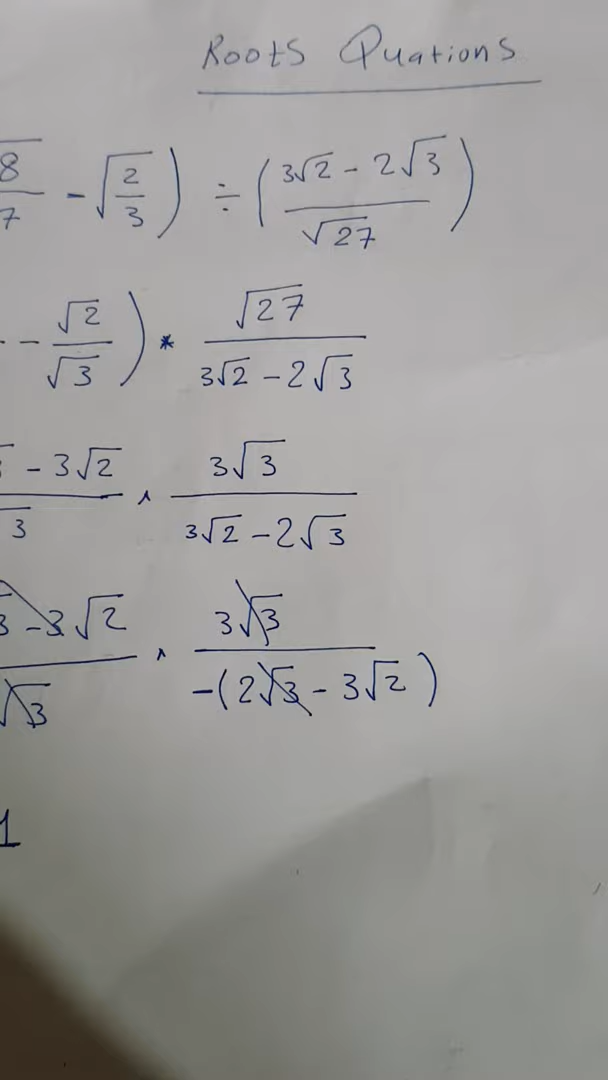 Roots Quations
8/7 - √(2/3) ) ÷ ( (3√2 - 2√3)/√27 )
- √2/√3 ) * √27/(3√2 - 2√3)
- 3√2 / 3 × 3√3/(3√2 - 2√3)
3 - 3√2 / √3 × 3√3/(-(2√3 - 3√2))
1